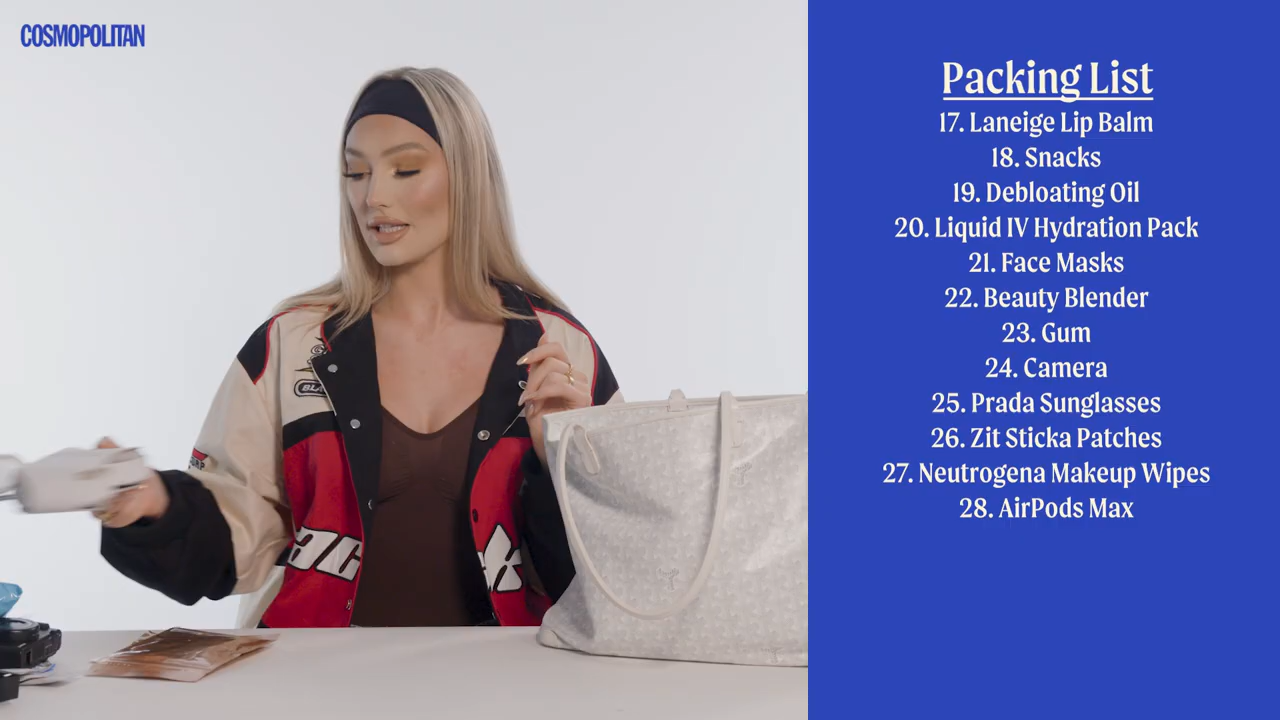 COSMOPOLITAN
Packing List
17. Laneige Lip Balm
18. Snacks
19. Debloating Oil
20. Liquid IV Hydration Pack
21. Face Masks
22. Beauty Blender
23. Gum
24. Camera
25. Prada Sunglasses
26. Zit Sticka Patches
27. Neutrogena Makeup Wipes
28. AirPods Max